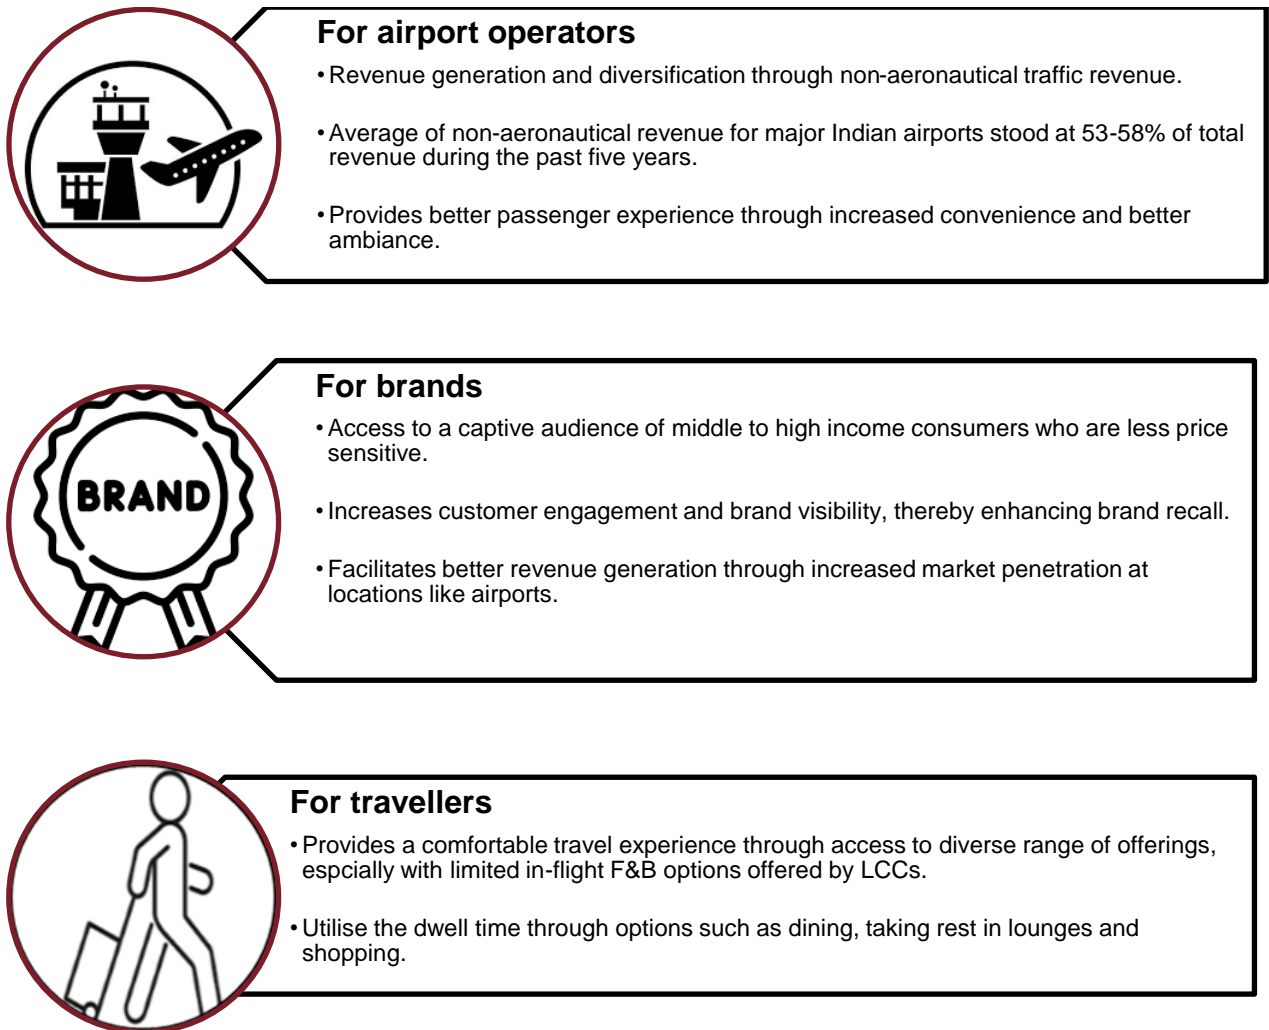 For airport operators
• Revenue generation and diversification through non-aeronautical traffic revenue.
• Average of non-aeronautical revenue for major Indian airports stood at 53-58% of total
revenue during the past five years.
• Provides better passenger experience through increased convenience and better
ambiance.
BRAND
For brands
• Access to a captive audience of middle to high income consumers who are less price
sensitive.
• Increases customer engagement and brand visibility, thereby enhancing brand recall.
• Facilitates better revenue generation through increased market penetration at
locations like airports.
For travellers
• Provides a comfortable travel experience through access to diverse range of offerings,
espcially with limited in-flight F&B options offered by LCCs.
• Utilise the dwell time through options such as dining, taking rest in lounges and
shopping.